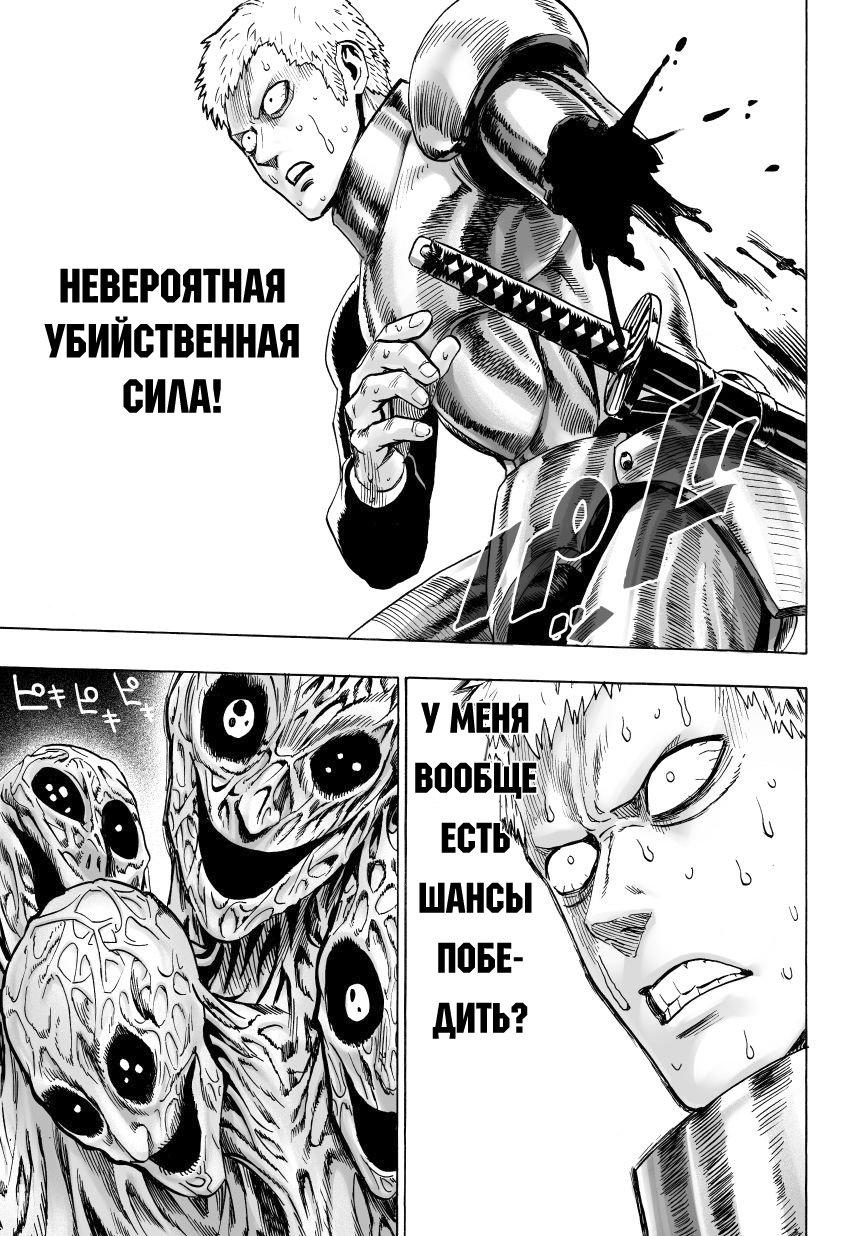 НЕВЕРОЯТНАЯ
УБИЙСТВЕННАЯ
СИЛА!
У МЕНЯ
ВООБЩЕ
ЕСТЬ
ШАНСЫ
ПОБЕ-
ДИТЬ?